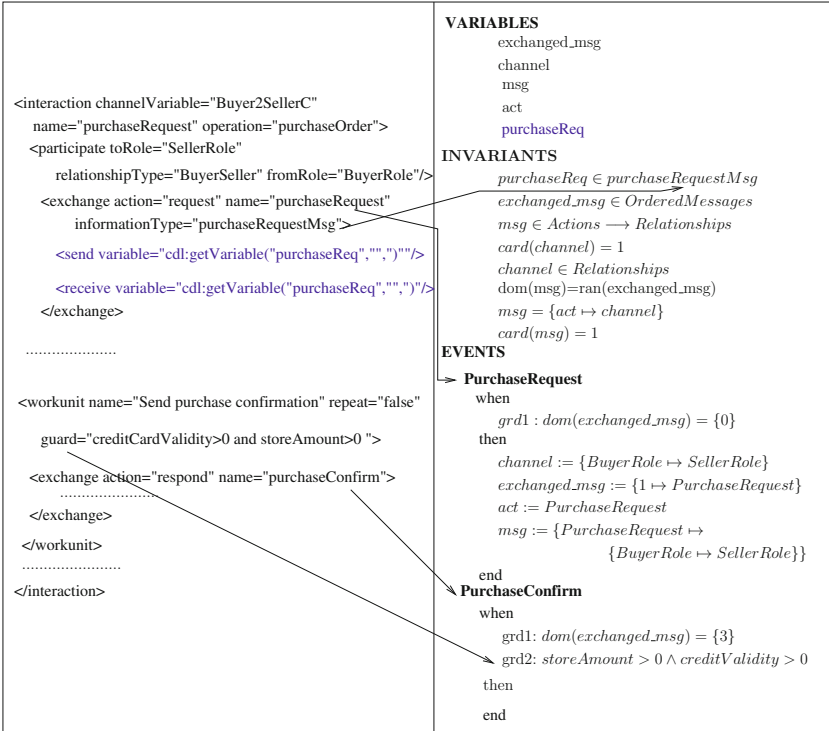 <interaction channelVariable="Buyer2SellerC"
name="purchaseRequest" operation="purchaseOrder">
<participate toRole="SellerRole"
relationshipType="BuyerSeller" fromRole="BuyerRole"/>
<exchange action="request" name="purchaseRequest"
informationType="purchaseRequestMsg">
<send variable="cdl:getVariable("purchaseReq","",")""/>
<receive variable="cdl:getVariable("purchaseReq","",")"/>
</exchange>
.....................
<workunit name="Send purchase confirmation" repeat="false"
guard="creditCardValidity>0 and storeAmount>0 ">
<exchange action="respond" name="purchaseConfirm">
.......................
</exchange>
</workunit>
.......................
</interaction>
VARIABLES
exchanged_msg
channel
msg
act
purchaseReq
INVARIANTS
purchaseReq ∈ purchaseRequestMsg
exchanged_msg ∈ OrderedMessages
msg ∈ Actions ⟶ Relationships
card(channel) = 1
channel ∈ Relationships
dom(msg)=ran(exchanged_msg)
msg = {act ↦ channel}
card(msg) = 1
EVENTS
PurchaseRequest
when
grd1 : dom(exchanged_msg) = {0}
then
channel := {BuyerRole ↦ SellerRole}
exchanged_msg := {1 ↦ PurchaseRequest}
act := PurchaseRequest
msg := {PurchaseRequest ↦
{BuyerRole ↦ SellerRole}}
end
PurchaseConfirm
when
grd1: dom(exchanged_msg) = {3}
grd2: storeAmount > 0 ∧ creditValidity > 0
then
end